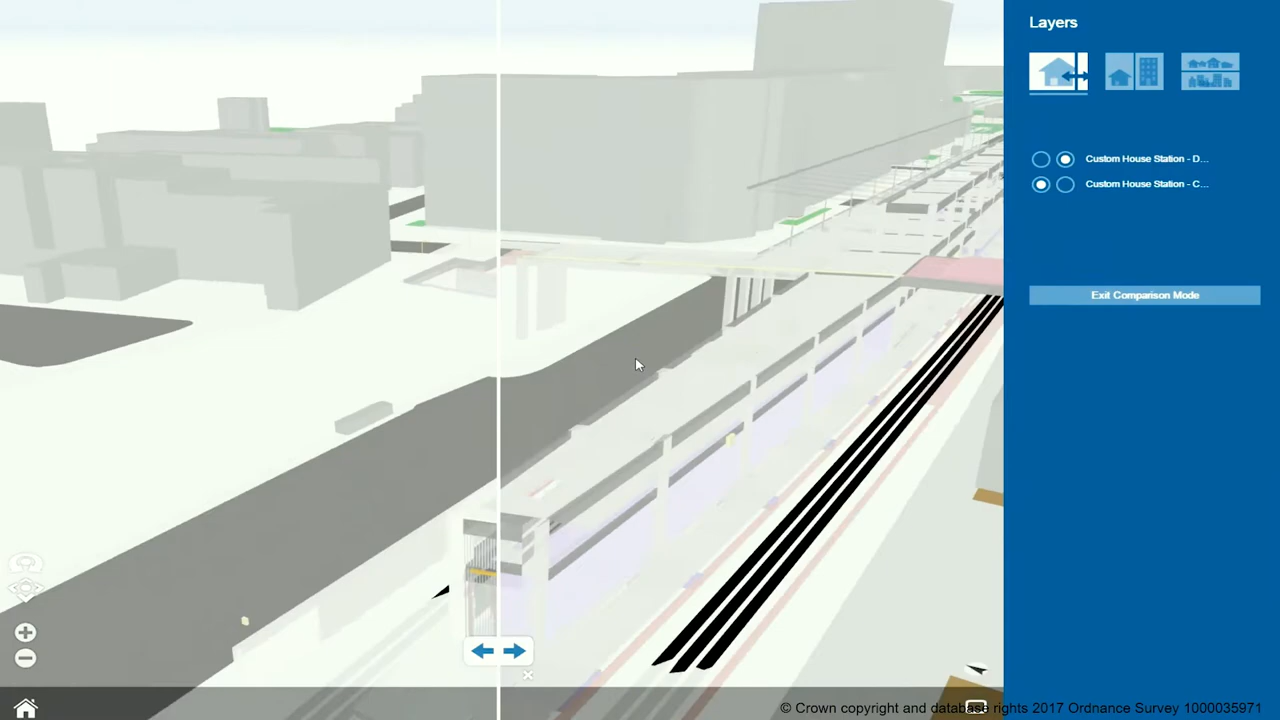 Layers
Custom House Station - D...
Custom House Station - C...
Exit Comparison Mode
© Crown copyright and database rights 2017 Ordnance Survey 1000035971